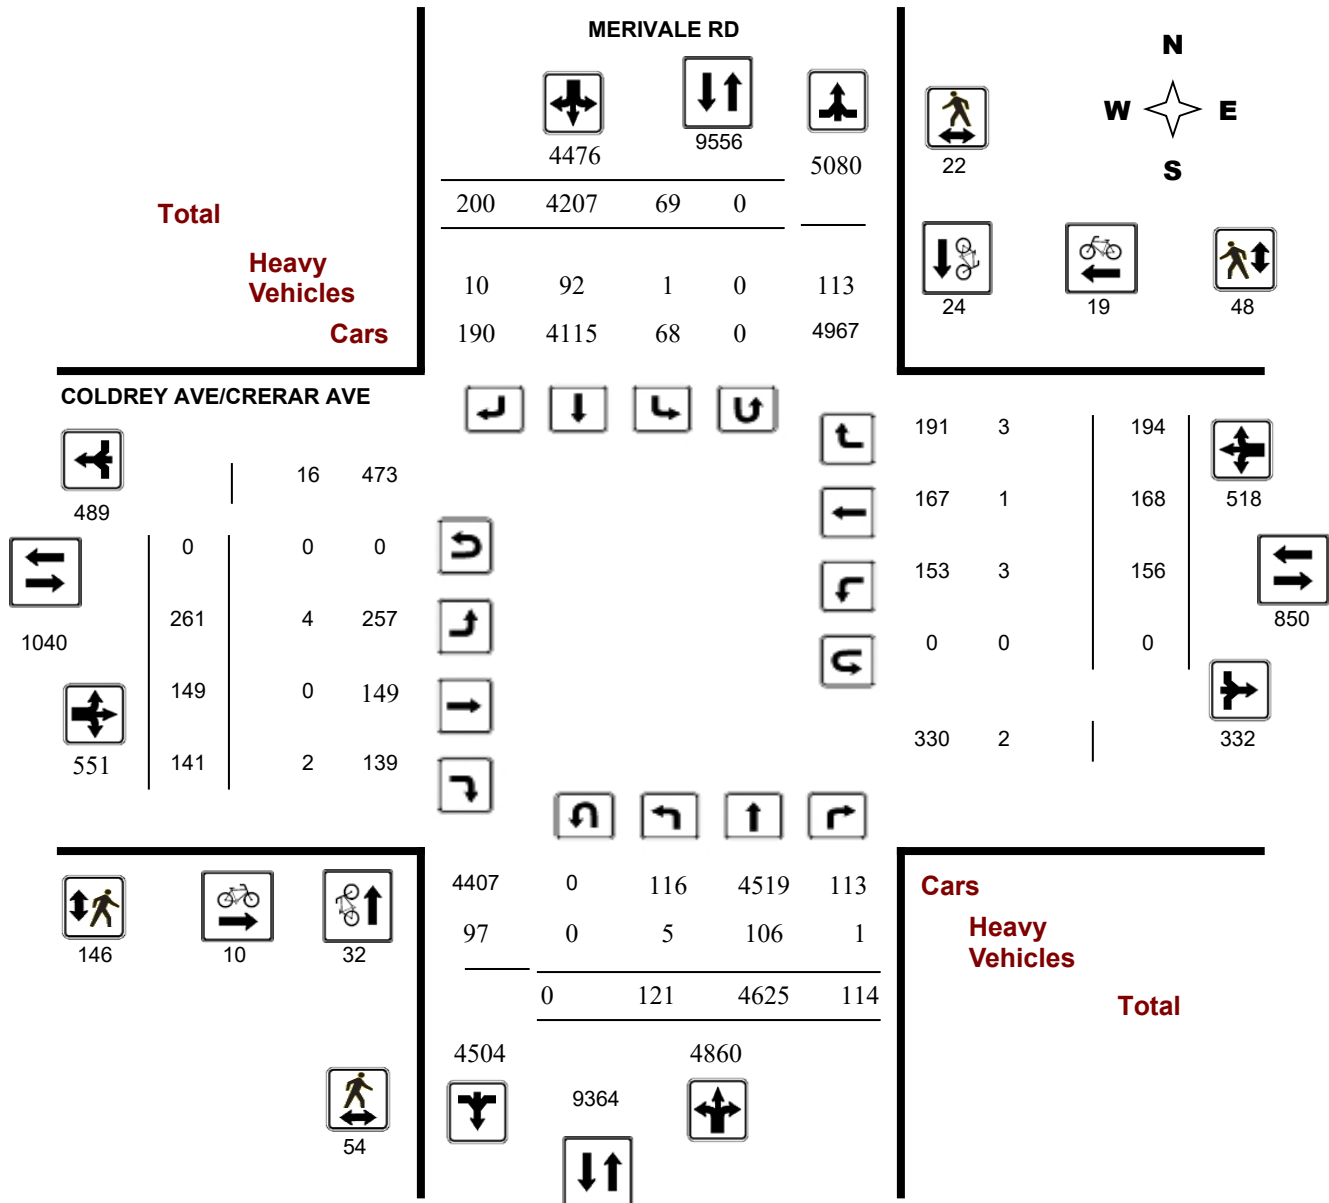 MERIVALE RD
N
W E
S
4476 9556 5080 22
Total 200 4207 69 0
Heavy
Vehicles 10 92 1 0 113
Cars 190 4115 68 0 4967
24 19 48
COLDREY AVE/CRERAR AVE
489 16 473
1040 0 0 0
261 4 257
149 0 149
551 141 2 139
191 3 194
167 1 168 518
153 3 156
850
0 0 0
330 2 332
4407 0 116 4519 113 Cars
97 0 5 106 1 Heavy
Vehicles
0 121 4625 114 Total
146 10 32
4504 9364 4860
54